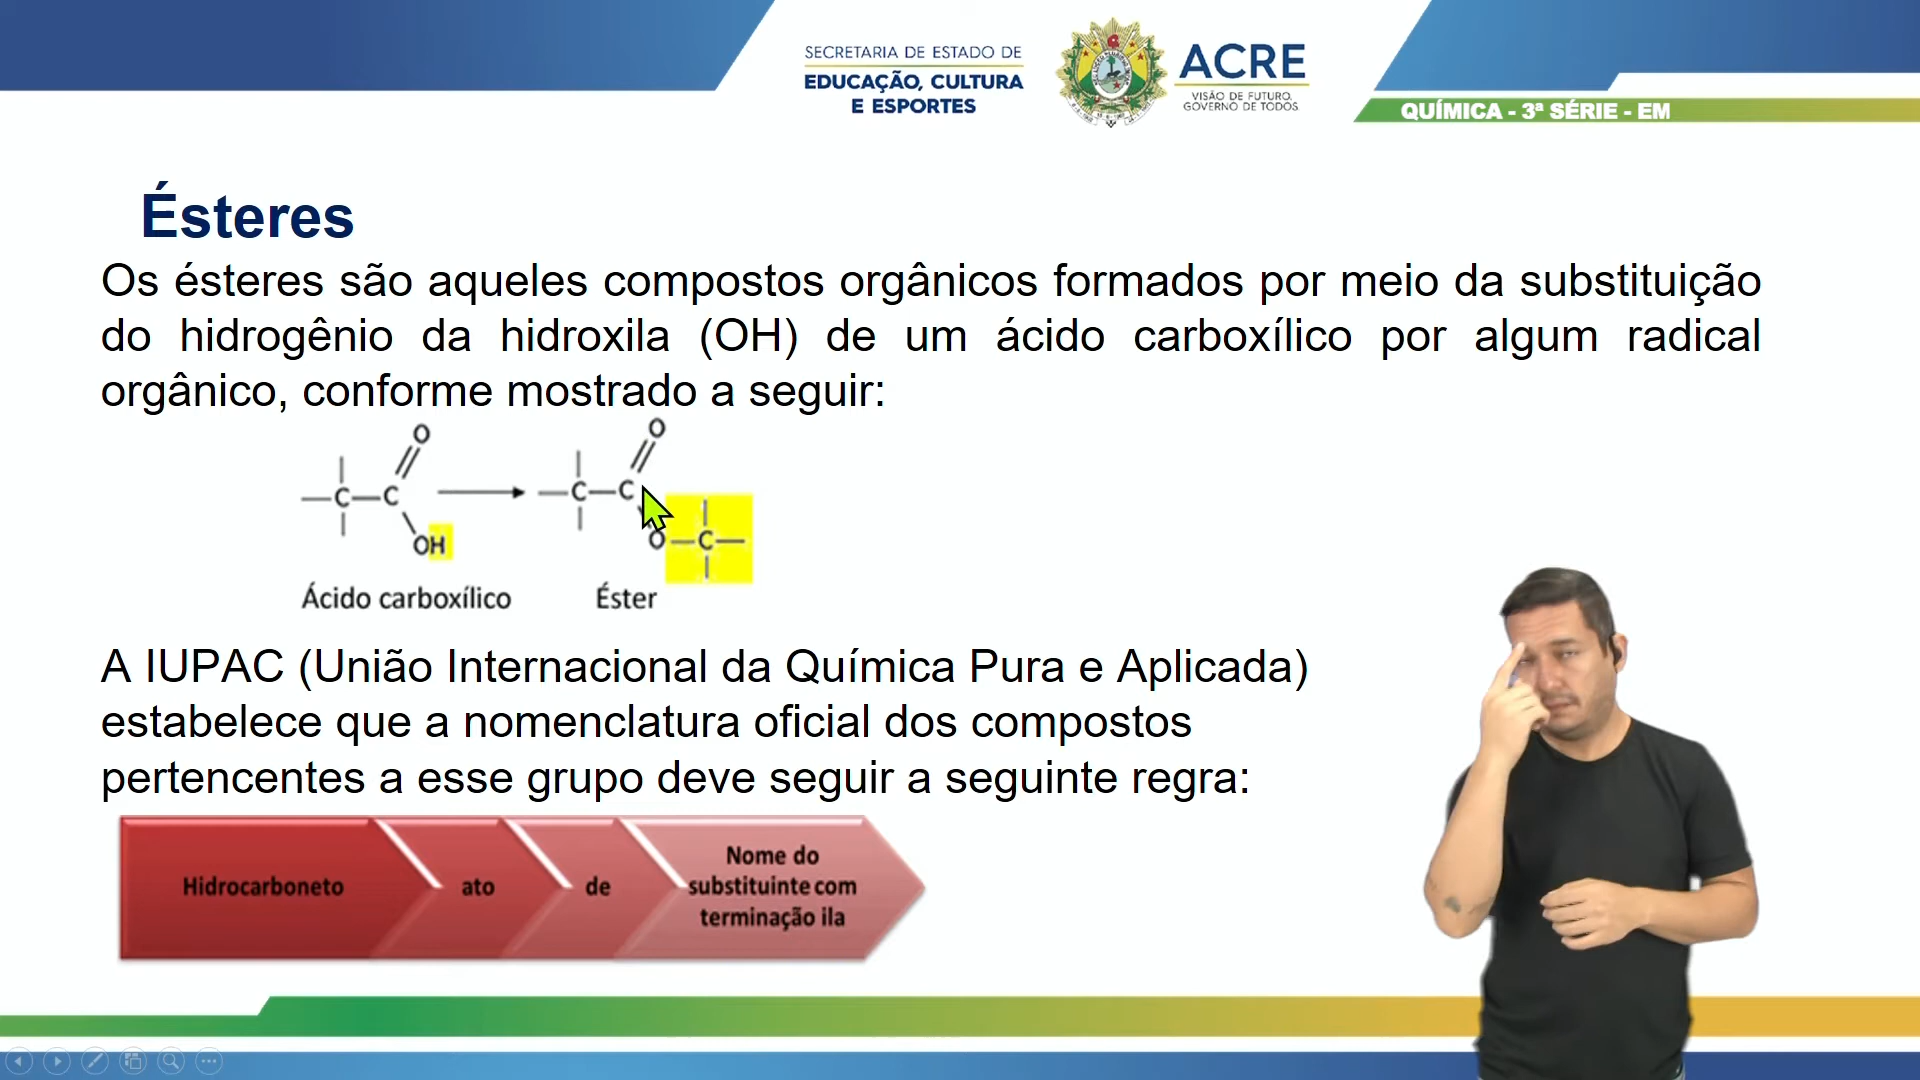 SECRETARIA DE ESTADO DE
EDUCAÇÃO, CULTURA
E ESPORTES
ACRE
VISÃO DE FUTURO.
GOVERNO DE TODOS.
QUÍMICA - 3ª SÉRIE - EM
Ésteres
Os ésteres são aqueles compostos orgânicos formados por meio da substituição
do hidrogênio da hidroxila (OH) de um ácido carboxílico por algum radical
orgânico, conforme mostrado a seguir:
O
C C
OH
O
C C
O C
Ácido carboxílico
Éster
A IUPAC (União Internacional da Química Pura e Aplicada)
estabelece que a nomenclatura oficial dos compostos
pertencentes a esse grupo deve seguir a seguinte regra:
Hidrocarboneto
ato
de
Nome do
substituinte com
terminação ila